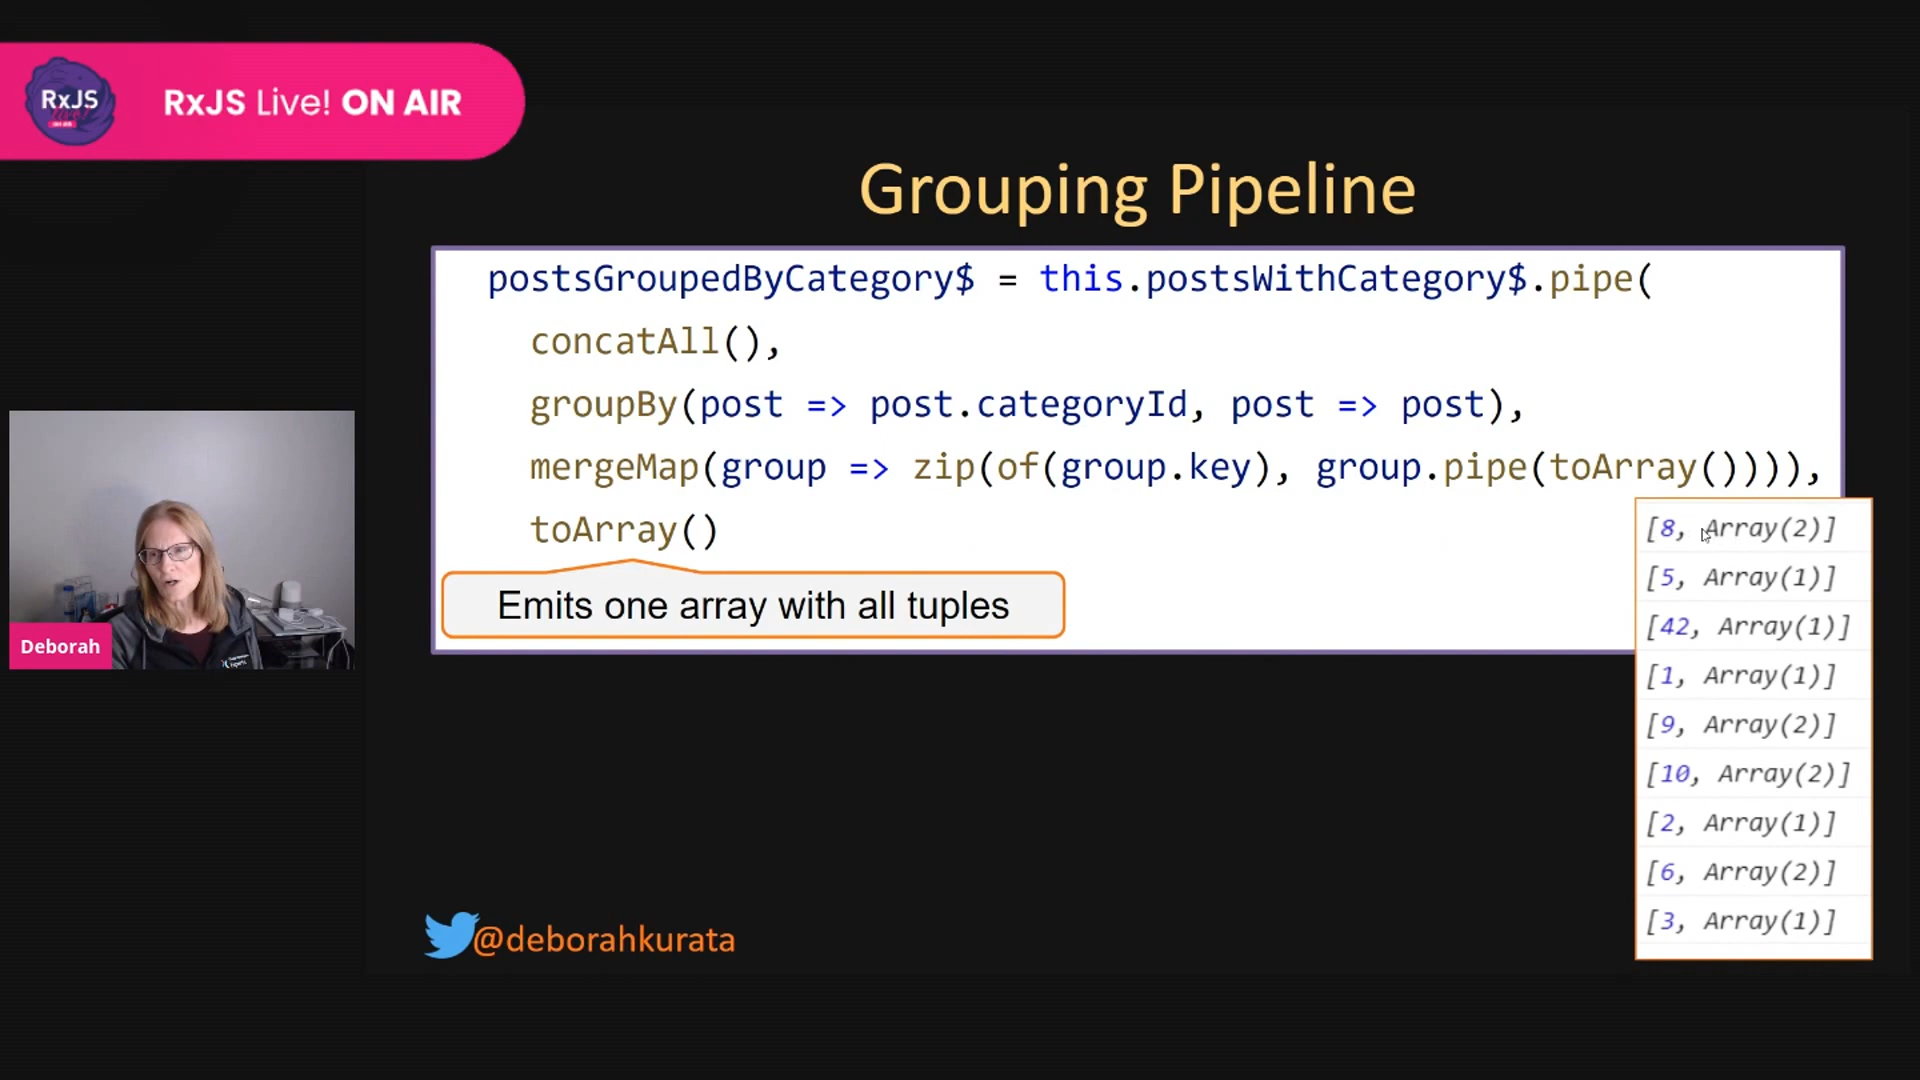 RxJS
live!
RxJS Live! ON AIR
Grouping Pipeline
postsGroupedByCategory$ = this.postsWithCategory$.pipe(
concatAll(),
groupBy(post => post.categoryId, post => post),
mergeMap(group => zip(of(group.key), group.pipe(toArray()))),
toArray()
Emits one array with all tuples
[8, Array(2)]
[5, Array(1)]
[42, Array(1)]
[1, Array(1)]
[9, Array(2)]
[10, Array(2)]
[2, Array(1)]
[6, Array(2)]
[3, Array(1)]
Deborah
@deborahkurata